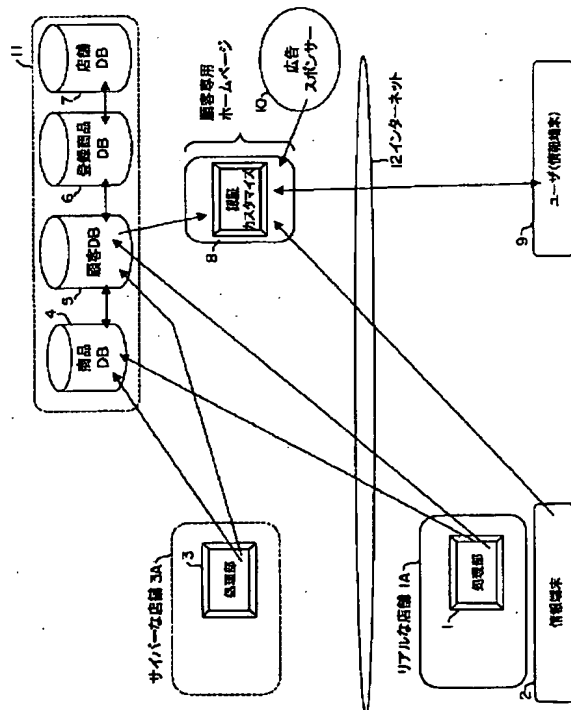 11
商品
DB
4
顧客DB
5
登録商品
DB
6
店舗
DB
7
サイバーな店舗 3A
処理部
3
認証
カスタマイズ
8
顧客専用
ホームページ
広告
スポンサー
10
12インターネット
リアルな店舗 1A
処理部
1
情報端末
2
ユーザ(情報端末)
9